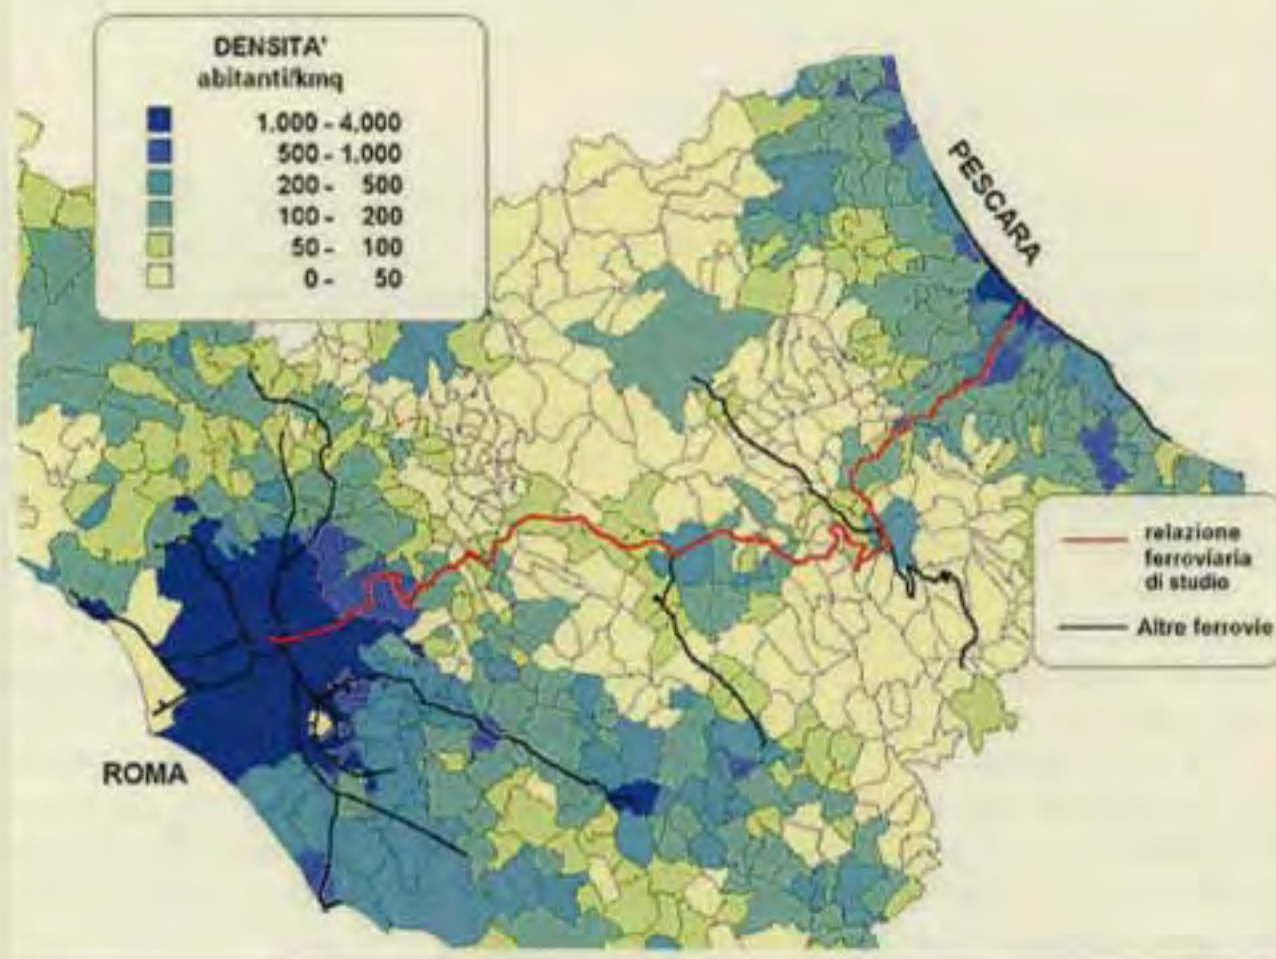 DENSITA'
abitanti/kmq
1.000 - 4.000
500 - 1.000
200 - 500
100 - 200
50 - 100
0 - 50
PESCARA
relazione
ferroviaria
di studio
Altre ferrovie
ROMA